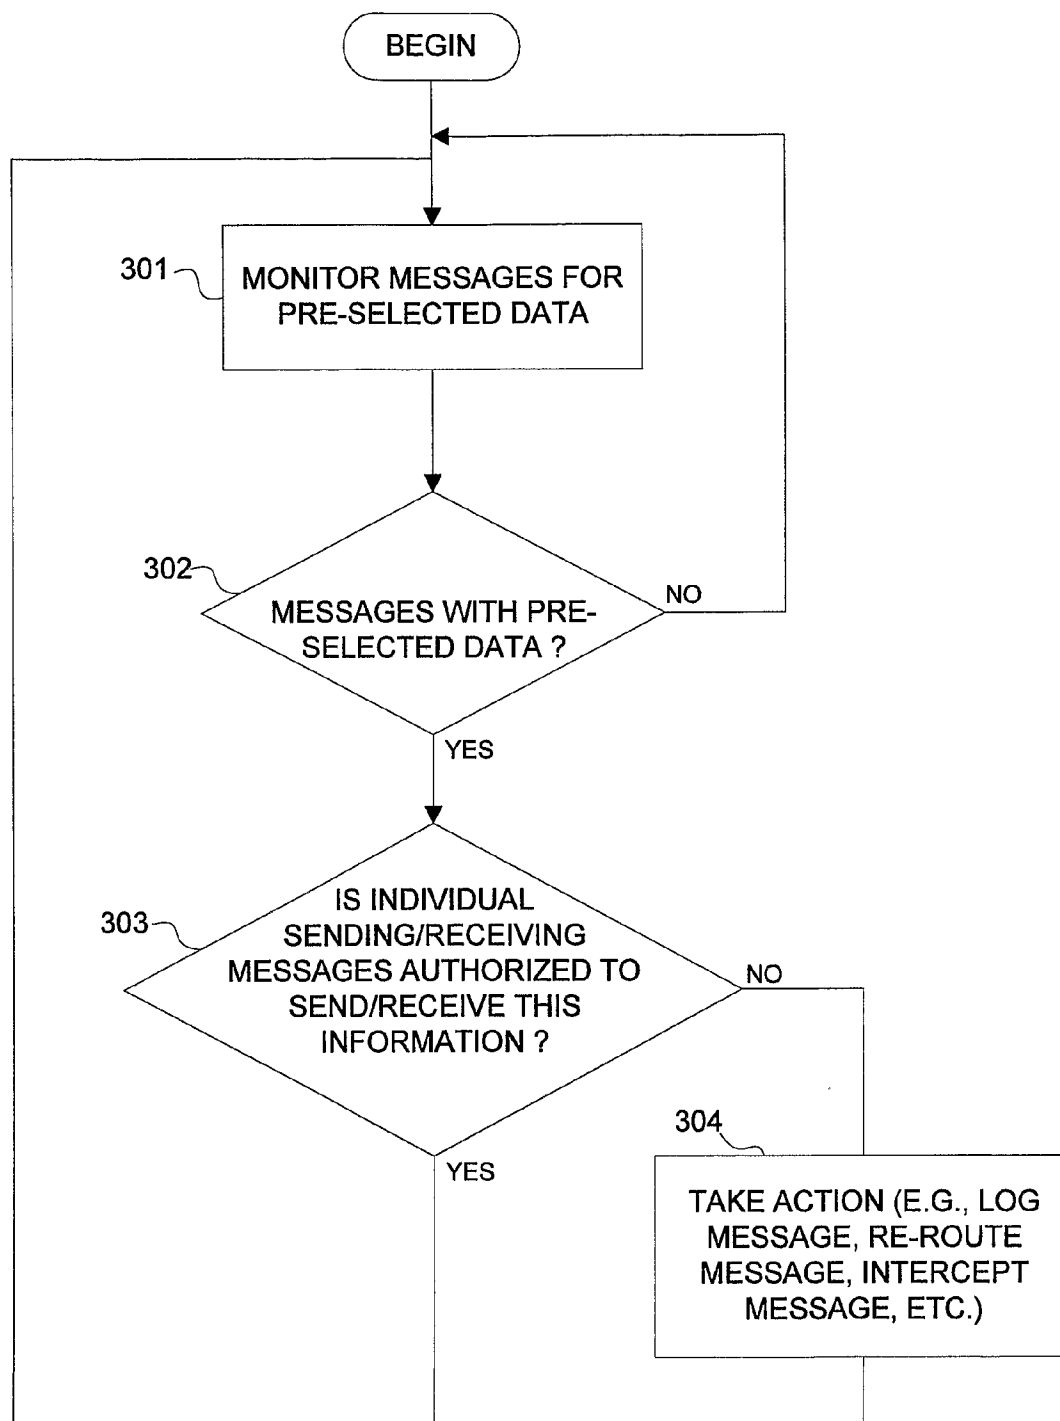 BEGIN
301
MONITOR MESSAGES FOR
PRE-SELECTED DATA
302
MESSAGES WITH PRE-
SELECTED DATA ?
NO
YES
303
IS INDIVIDUAL
SENDING/RECEIVING
MESSAGES AUTHORIZED TO
SEND/RECEIVE THIS
INFORMATION ?
NO
YES
304
TAKE ACTION (E.G., LOG
MESSAGE, RE-ROUTE
MESSAGE, INTERCEPT
MESSAGE, ETC.)